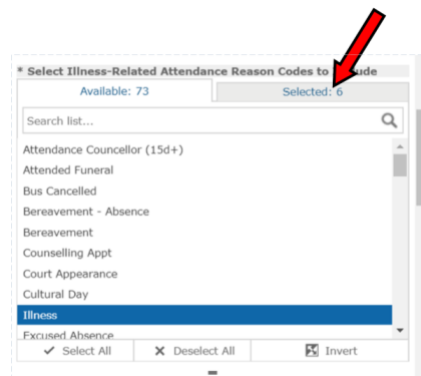 * Select Illness-Related Attendance Reason Codes to ude
Available: 73
Selected: 6
Search list...
Attendance Councellor (15d+)
Attended Funeral
Bus Cancelled
Bereavement - Absence
Bereavement
Counselling Appt
Court Appearance
Cultural Day
Illness
Excused Absence
Select All
Deselect All
Invert